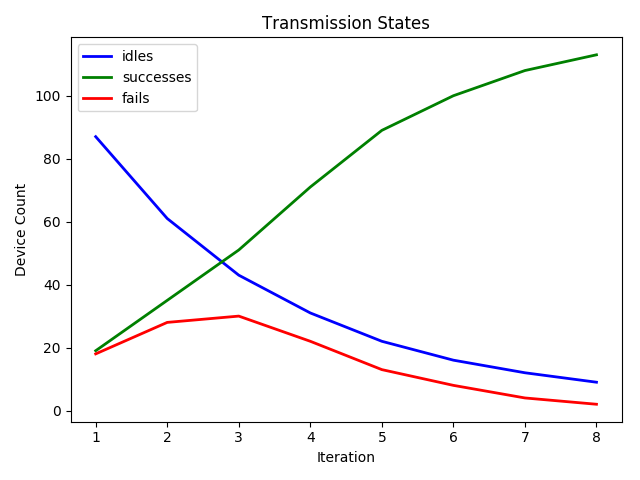 Transmission States
idles
successes
fails
100
80
60
40
20
0
Device Count
1 2 3 4 5 6 7 8
Iteration